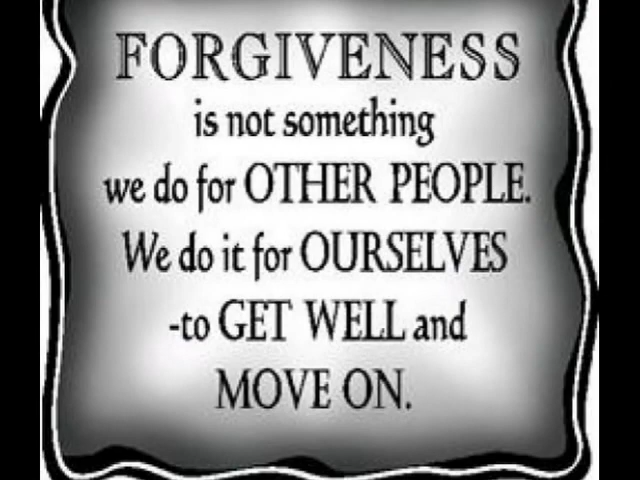 FORGIVENESS
is not something
we do for OTHER PEOPLE.
We do it for OURSELVES
-to GET WELL and
MOVE ON.